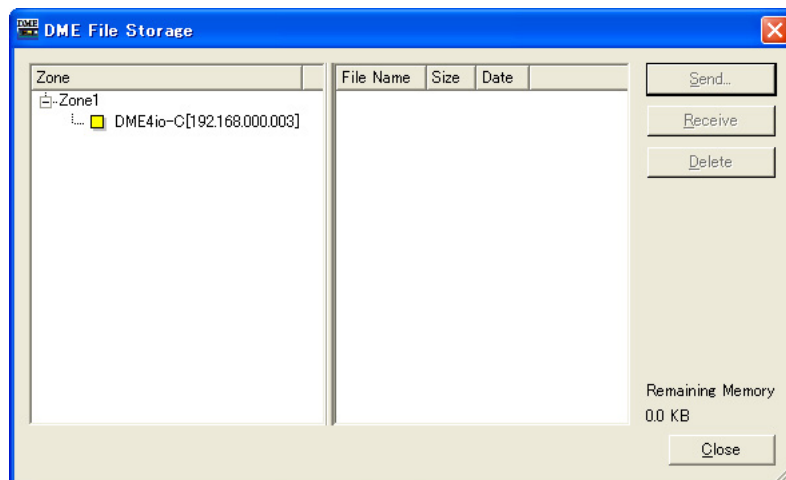 DME File Storage
Zone
File Name Size Date
Send...
Zone1
DME4io-C[192.168.000.003]
Receive
Delete
Remaining Memory
0.0 KB
Close